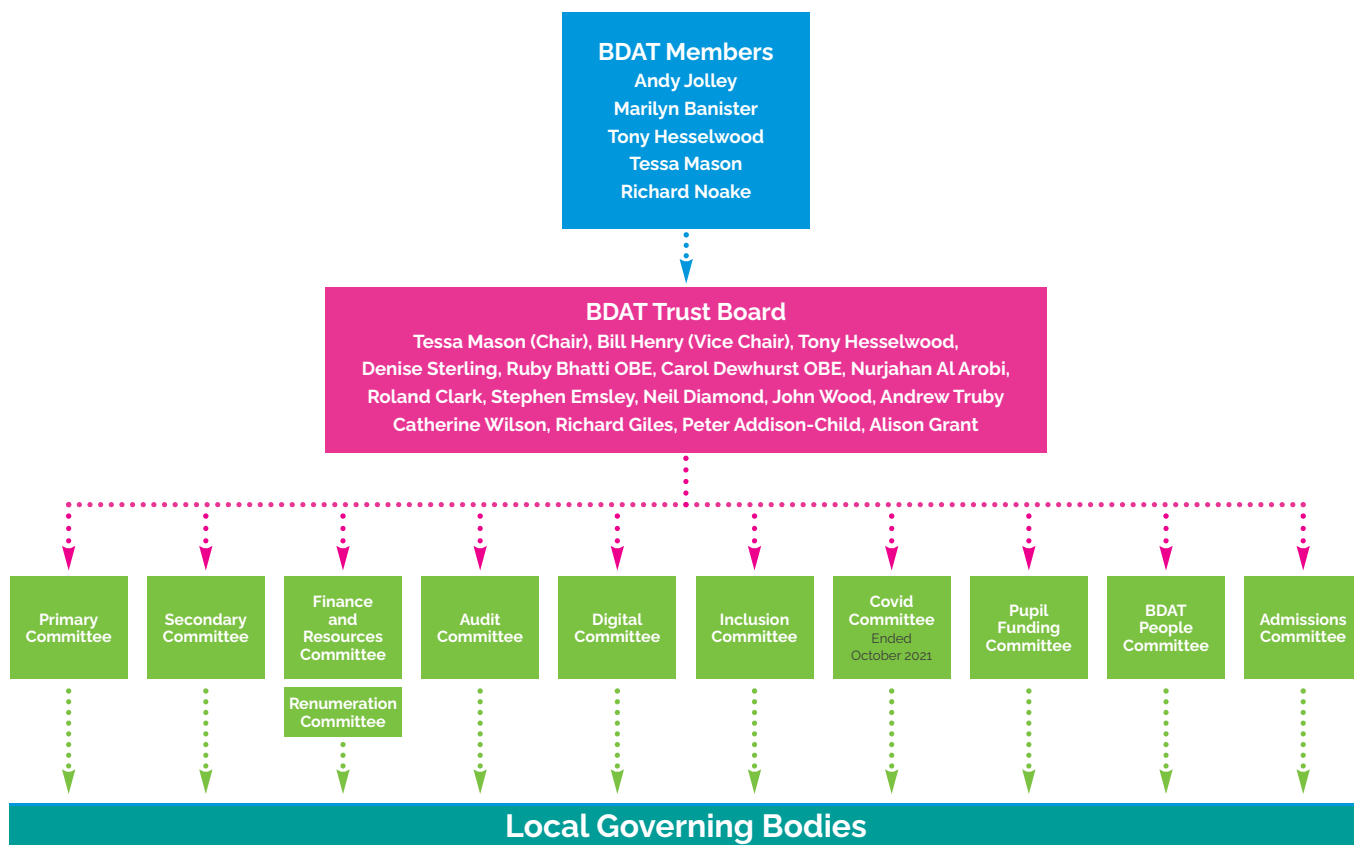 BDAT Members
Andy Jolley
Marilyn Banister
Tony Hesselwood
Tessa Mason
Richard Noake
BDAT Trust Board
Tessa Mason (Chair), Bill Henry (Vice Chair), Tony Hesselwood,
Denise Sterling, Ruby Bhatti OBE, Carol Dewhurst OBE, Nurjahan Al Arobi,
Roland Clark, Stephen Emsley, Neil Diamond, John Wood, Andrew Truby
Catherine Wilson, Richard Giles, Peter Addison-Child, Alison Grant
Primary
Committee
Secondary
Committee
Finance
and
Resources
Committee
Renumeration
Committee
Audit
Committee
Digital
Committee
Inclusion
Committee
Covid
Committee
Ended
October 2021
Pupil
Funding
Committee
BDAT
People
Committee
Admissions
Committee
Local Governing Bodies